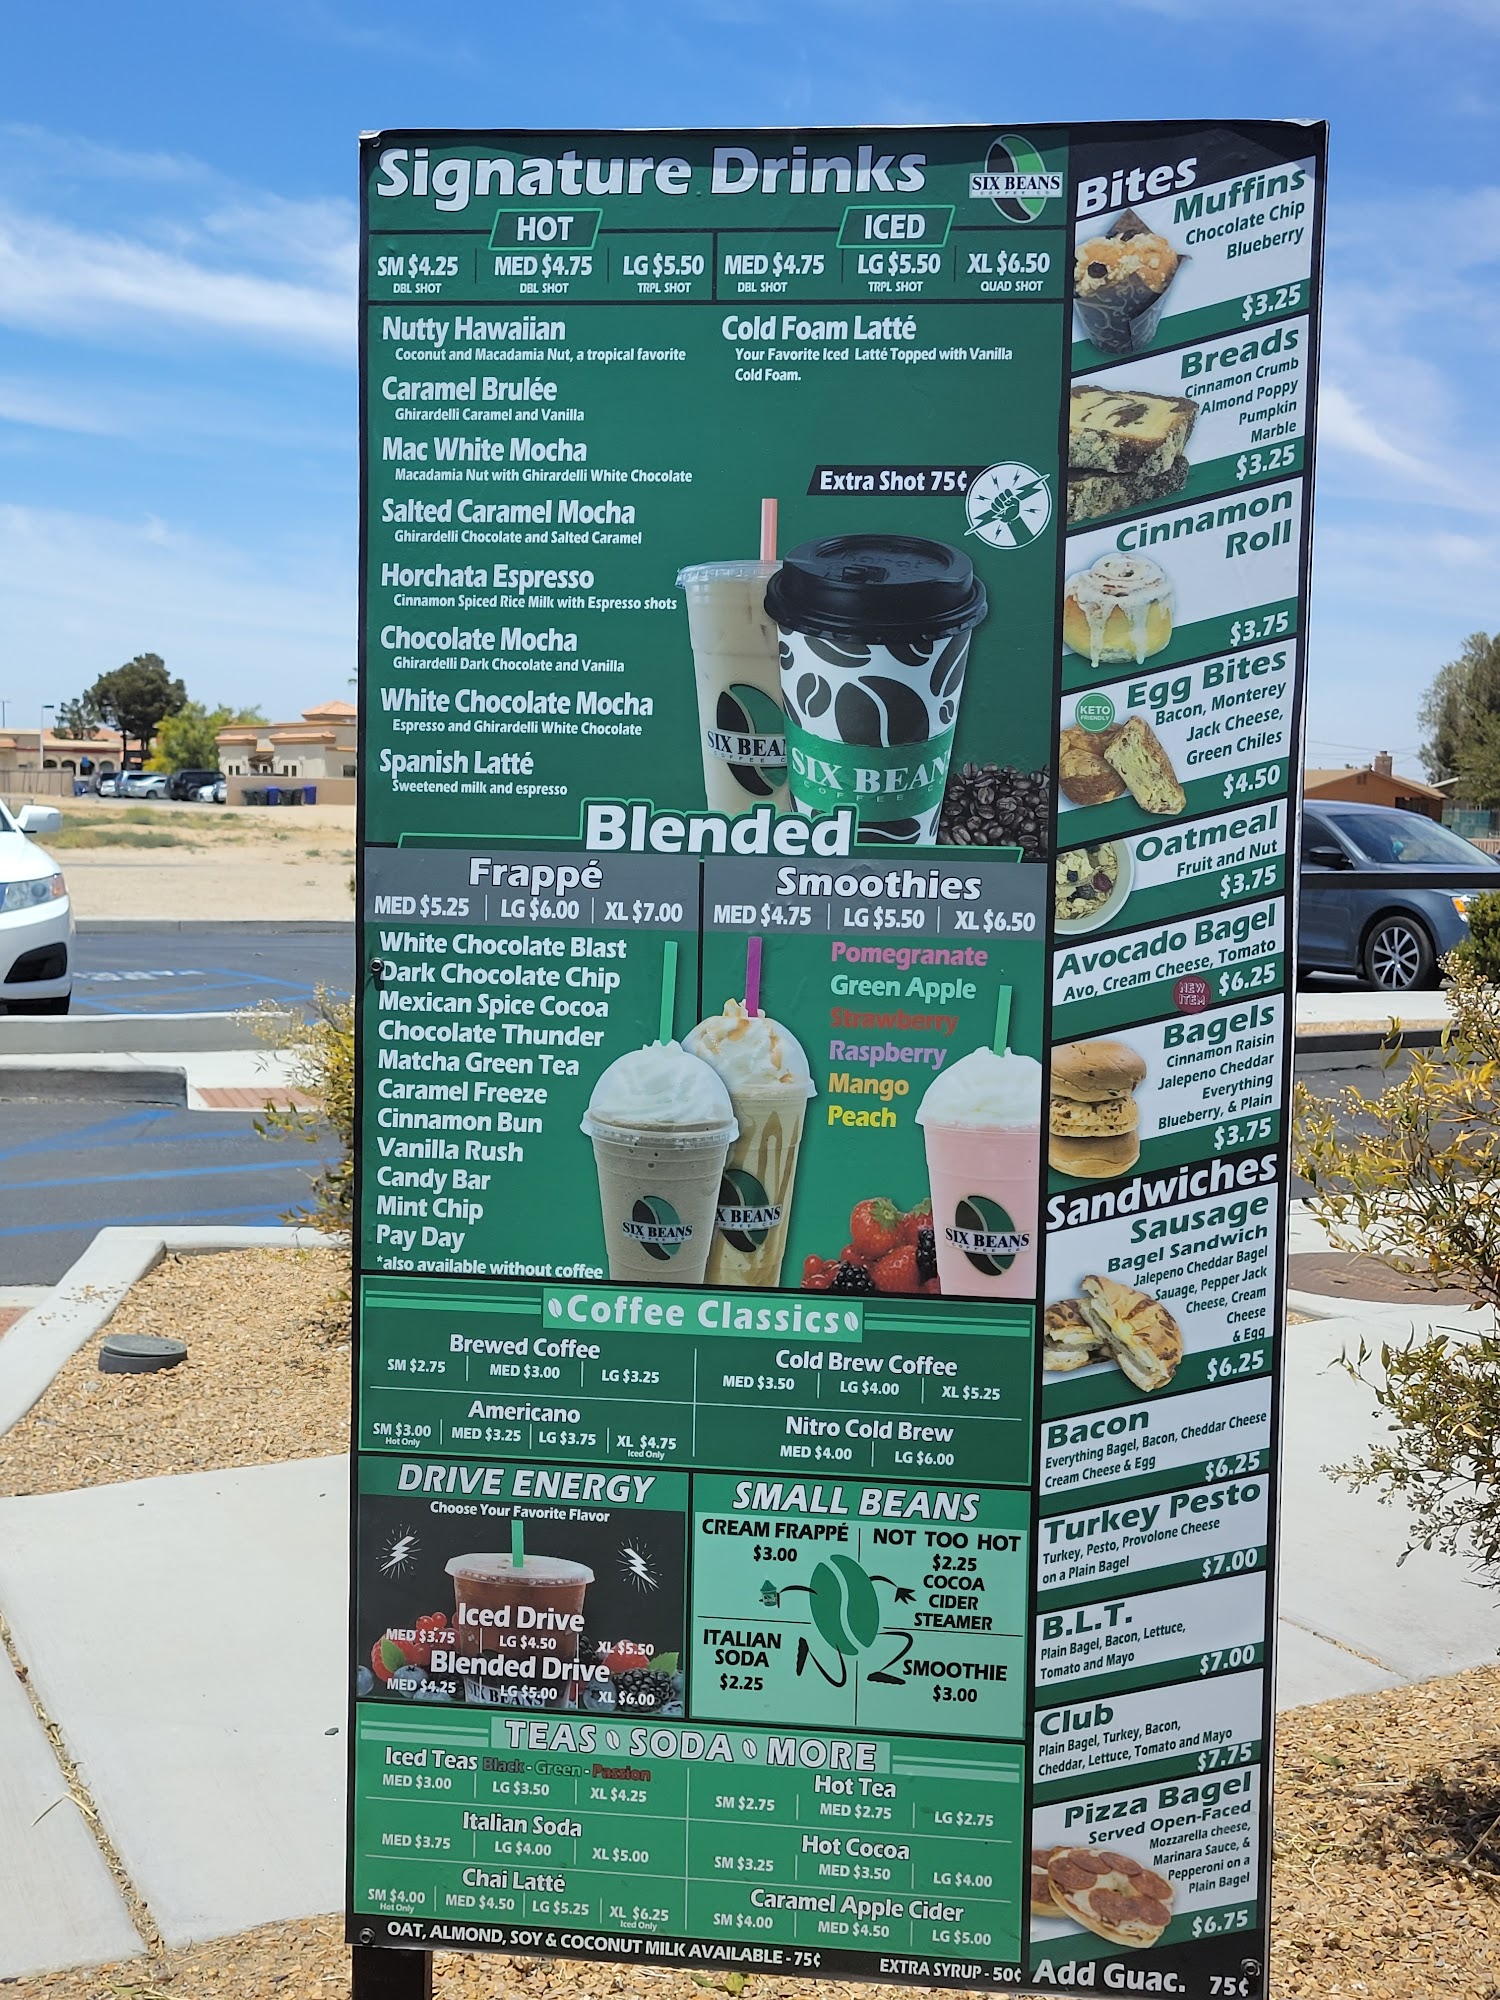 Signature Drinks
SIX BEANS
COFFEE CO
HOT
SM $4.25 MED $4.75 LG $5.50
DBL SHOT DBL SHOT TRPL SHOT
ICED
MED $4.75 LG $5.50 XL $6.50
DBL SHOT TRPL SHOT QUAD SHOT
Nutty Hawaiian
Coconut and Macadamia Nut, a tropical favorite
Caramel Brulée
Ghirardelli Caramel and Vanilla
Mac White Mocha
Macadamia Nut with Ghirardelli White Chocolate
Salted Caramel Mocha
Ghirardelli Chocolate and Salted Caramel
Horchata Espresso
Cinnamon Spiced Rice Milk with Espresso shots
Chocolate Mocha
Ghirardelli Dark Chocolate and Vanilla
White Chocolate Mocha
Espresso and Ghirardelli White Chocolate
Spanish Latté
Sweetened milk and espresso
Cold Foam Latté
Your Favorite Iced Latté Topped with Vanilla
Cold Foam.
Extra Shot 75¢
SIX BEA
COFFEE C
SIX BEAN
COFFEE
Blended
Frappé
MED $5.25 LG $6.00 XL $7.00
White Chocolate Blast
Dark Chocolate Chip
Mexican Spice Cocoa
Chocolate Thunder
Matcha Green Tea
Caramel Freeze
Cinnamon Bun
Vanilla Rush
Candy Bar
Mint Chip
Pay Day
*also available without coffee
SIX BEANS
COFFEE CO
X BEANS
Smoothies
MED $4.75 LG $5.50 XL $6.50
Pomegranate
Green Apple
Strawberry
Raspberry
Mango
Peach
SIX BEANS
COFFEE CO
Coffee Classics
Brewed Coffee
SM $2.75 MED $3.00 LG $3.25
Americano
SM $3.00 MED $3.25 LG $3.75 XL $4.75
Hot Only Iced Only
Cold Brew Coffee
MED $3.50 LG $4.00 XL $5.25
Nitro Cold Brew
MED $4.00 LG $6.00
DRIVE ENERGY
Choose Your Favorite Flavor
Iced Drive
MED $3.75 LG $4.50 XL $5.50
Blended Drive
MED $4.25 LG $5.00 XL $6.00
BEANS
SMALL BEANS
CREAM FRAPPÉ
$3.00
NOT TOO HOT
$2.25
COCOA
CIDER
STEAMER
ITALIAN
SODA
$2.25
N 2
SMOOTHIE
$3.00
TEAS SODA MORE
Iced Teas Black - Green - Passion
MED $3.00 LG $3.50 XL $4.25
Italian Soda
MED $3.75 LG $4.00 XL $5.00
Chai Latté
SM $4.00 MED $4.50 LG $5.25 XL $6.25
Hot Only Iced Only
Hot Tea
SM $2.75 MED $2.75 LG $2.75
Hot Cocoa
SM $3.25 MED $3.50 LG $4.00
Caramel Apple Cider
SM $4.00 MED $4.50 LG $5.00
OAT, ALMOND, SOY & COCONUT MILK AVAILABLE - 75¢
EXTRA SYRUP - 50¢
Bites
Muffins
Chocolate Chip
Blueberry
$3.25
Breads
Cinnamon Crumb
Almond Poppy
Pumpkin
Marble
$3.25
Cinnamon
Roll
$3.75
KETO
FRIENDLY
Egg Bites
Bacon, Monterey
Jack Cheese,
Green Chiles
$4.50
Oatmeal
Fruit and Nut
$3.75
Avocado Bagel
Avo, Cream Cheese, Tomato
NEW
ITEM
$6.25
Bagels
Cinnamon Raisin
Jalepeno Cheddar
Everything
Blueberry, & Plain
$3.75
Sandwiches
Sausage
Bagel Sandwich
Jalepeno Cheddar Bagel
Sauage, Pepper Jack
Cheese, Cream
Cheese
& Egg
$6.25
Bacon
Everything Bagel, Bacon, Cheddar Cheese
Cream Cheese & Egg
$6.25
Turkey Pesto
Turkey, Pesto, Provolone Cheese
on a Plain Bagel
$7.00
B.L.T.
Plain Bagel, Bacon, Lettuce,
Tomato and Mayo
$7.00
Club
Plain Bagel, Turkey, Bacon,
Cheddar, Lettuce, Tomato and Mayo
$7.75
Pizza Bagel
Served Open-Faced
Mozzarella cheese,
Marinara Sauce, &
Pepperoni on a
Plain Bagel
$6.75
Add Guac. 75¢